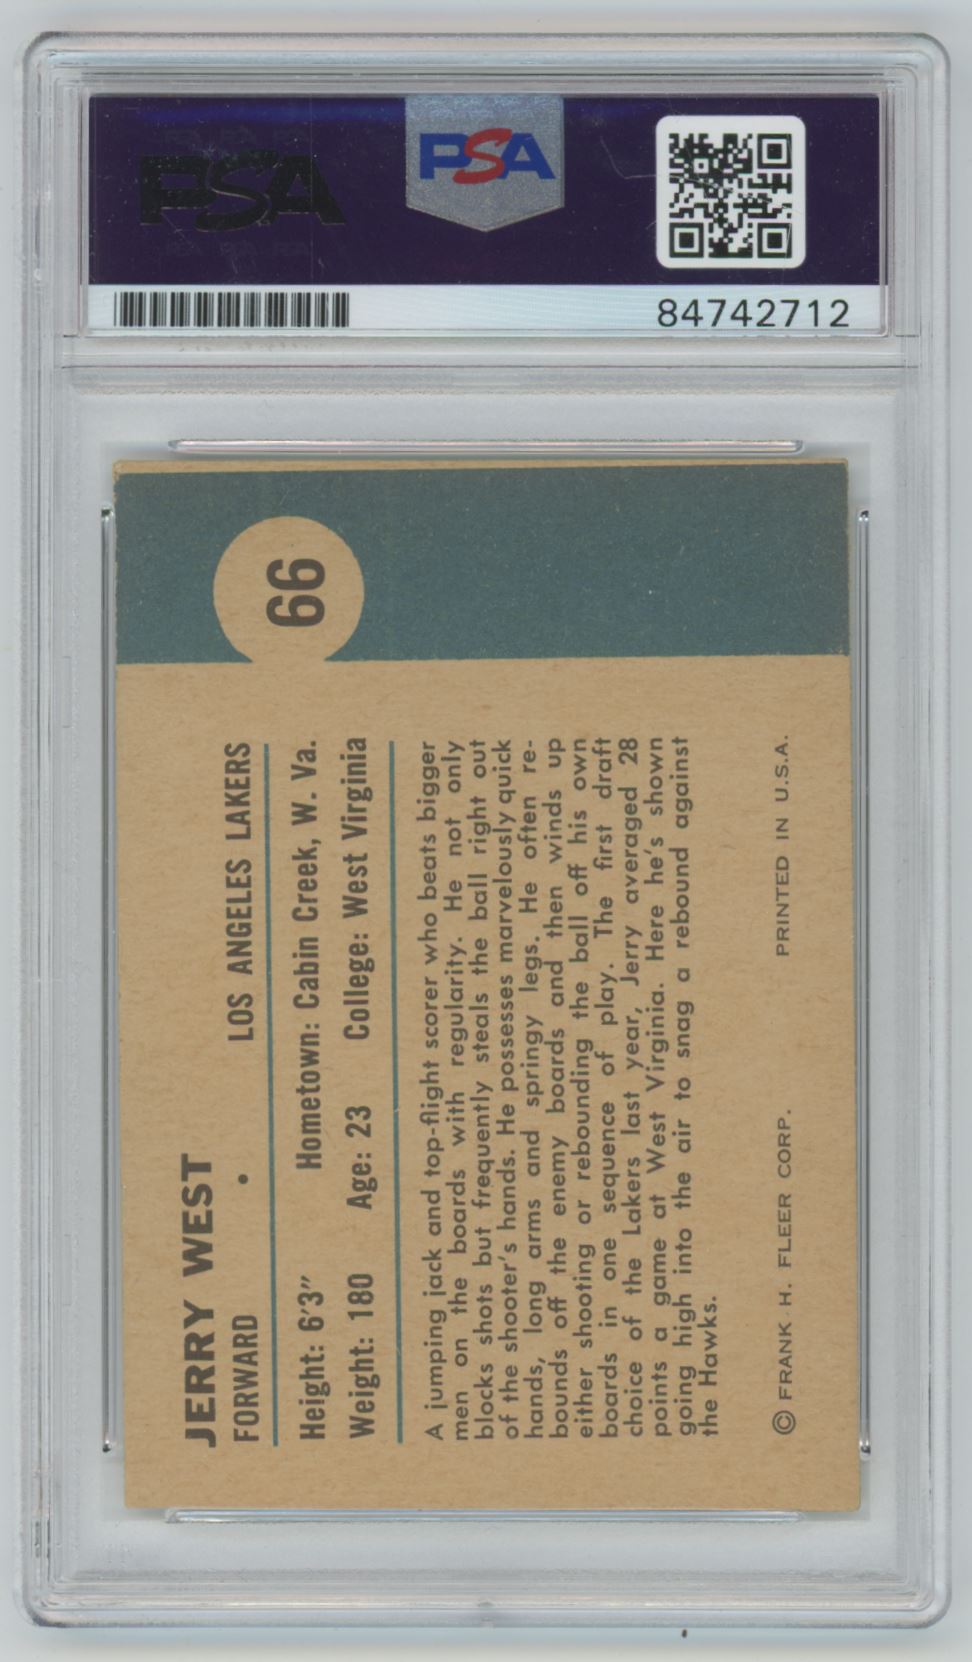 PSA
PSA
84742712
66
JERRY WEST
FORWARD • LOS ANGELES LAKERS
Height: 6'3" Hometown: Cabin Creek, W. Va.
Weight: 180 Age: 23 College: West Virginia
A jumping jack and top-flight scorer who beats bigger
men on the boards with regularity. He not only
blocks shots but frequently steals the ball right out
of the shooter's hands. He possesses marvelously quick
hands, long arms and springy legs. He often re-
bounds off the enemy boards and then winds up
either shooting or rebounding the ball off his own
boards in one sequence of play. The first draft
choice of the Lakers last year, Jerry averaged 28
points a game at West Virginia. Here he's shown
going high into the air to snag a rebound against
the Hawks.
© FRANK H. FLEER CORP. PRINTED IN U.S.A.